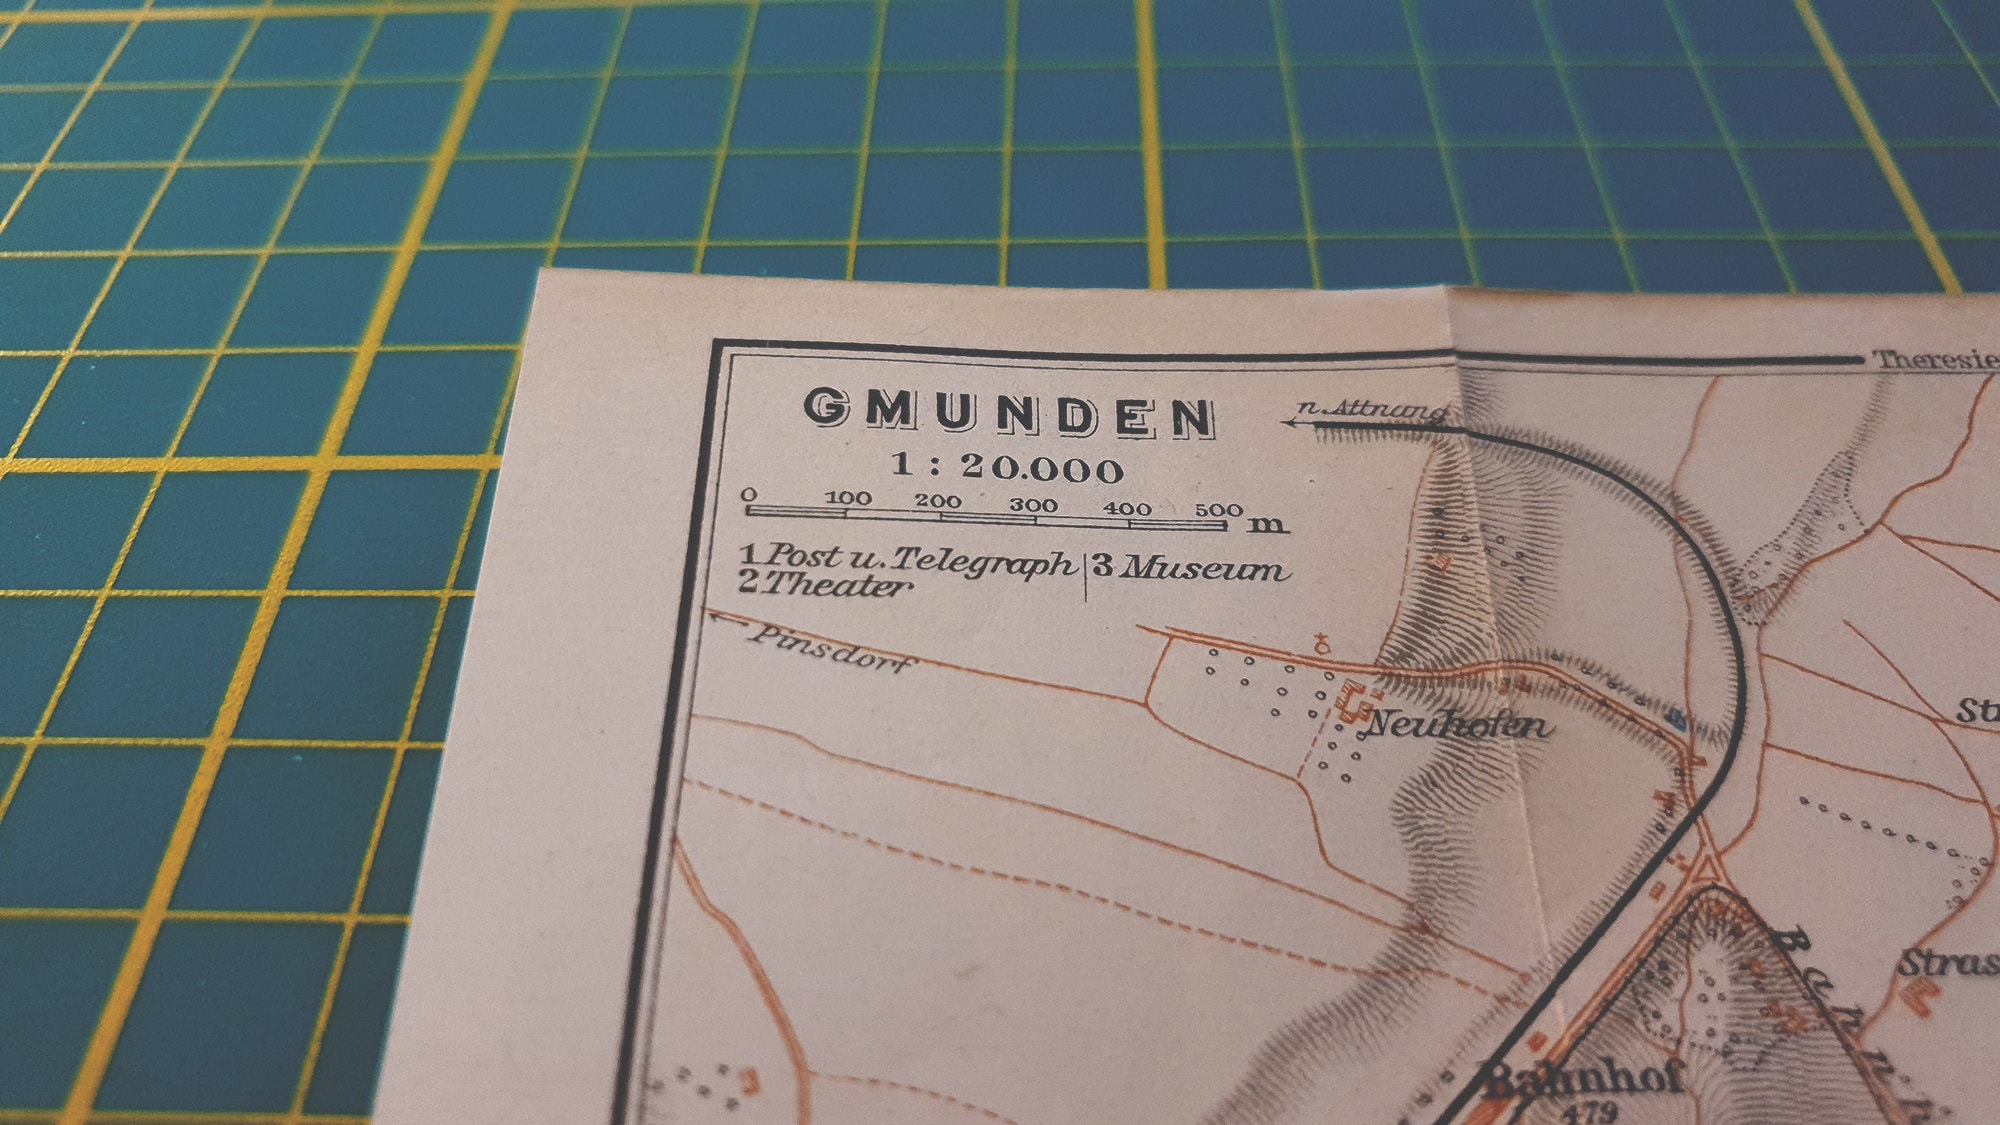 Theresie
GMUNDEN
n. Attnang
1 : 20.000
0 100 200 300 400 500 m
1 Post u. Telegraph 3 Museum
2 Theater
Pinsdorf
Neuhofen
St
Stras
Bahnh
Bahnhof
479